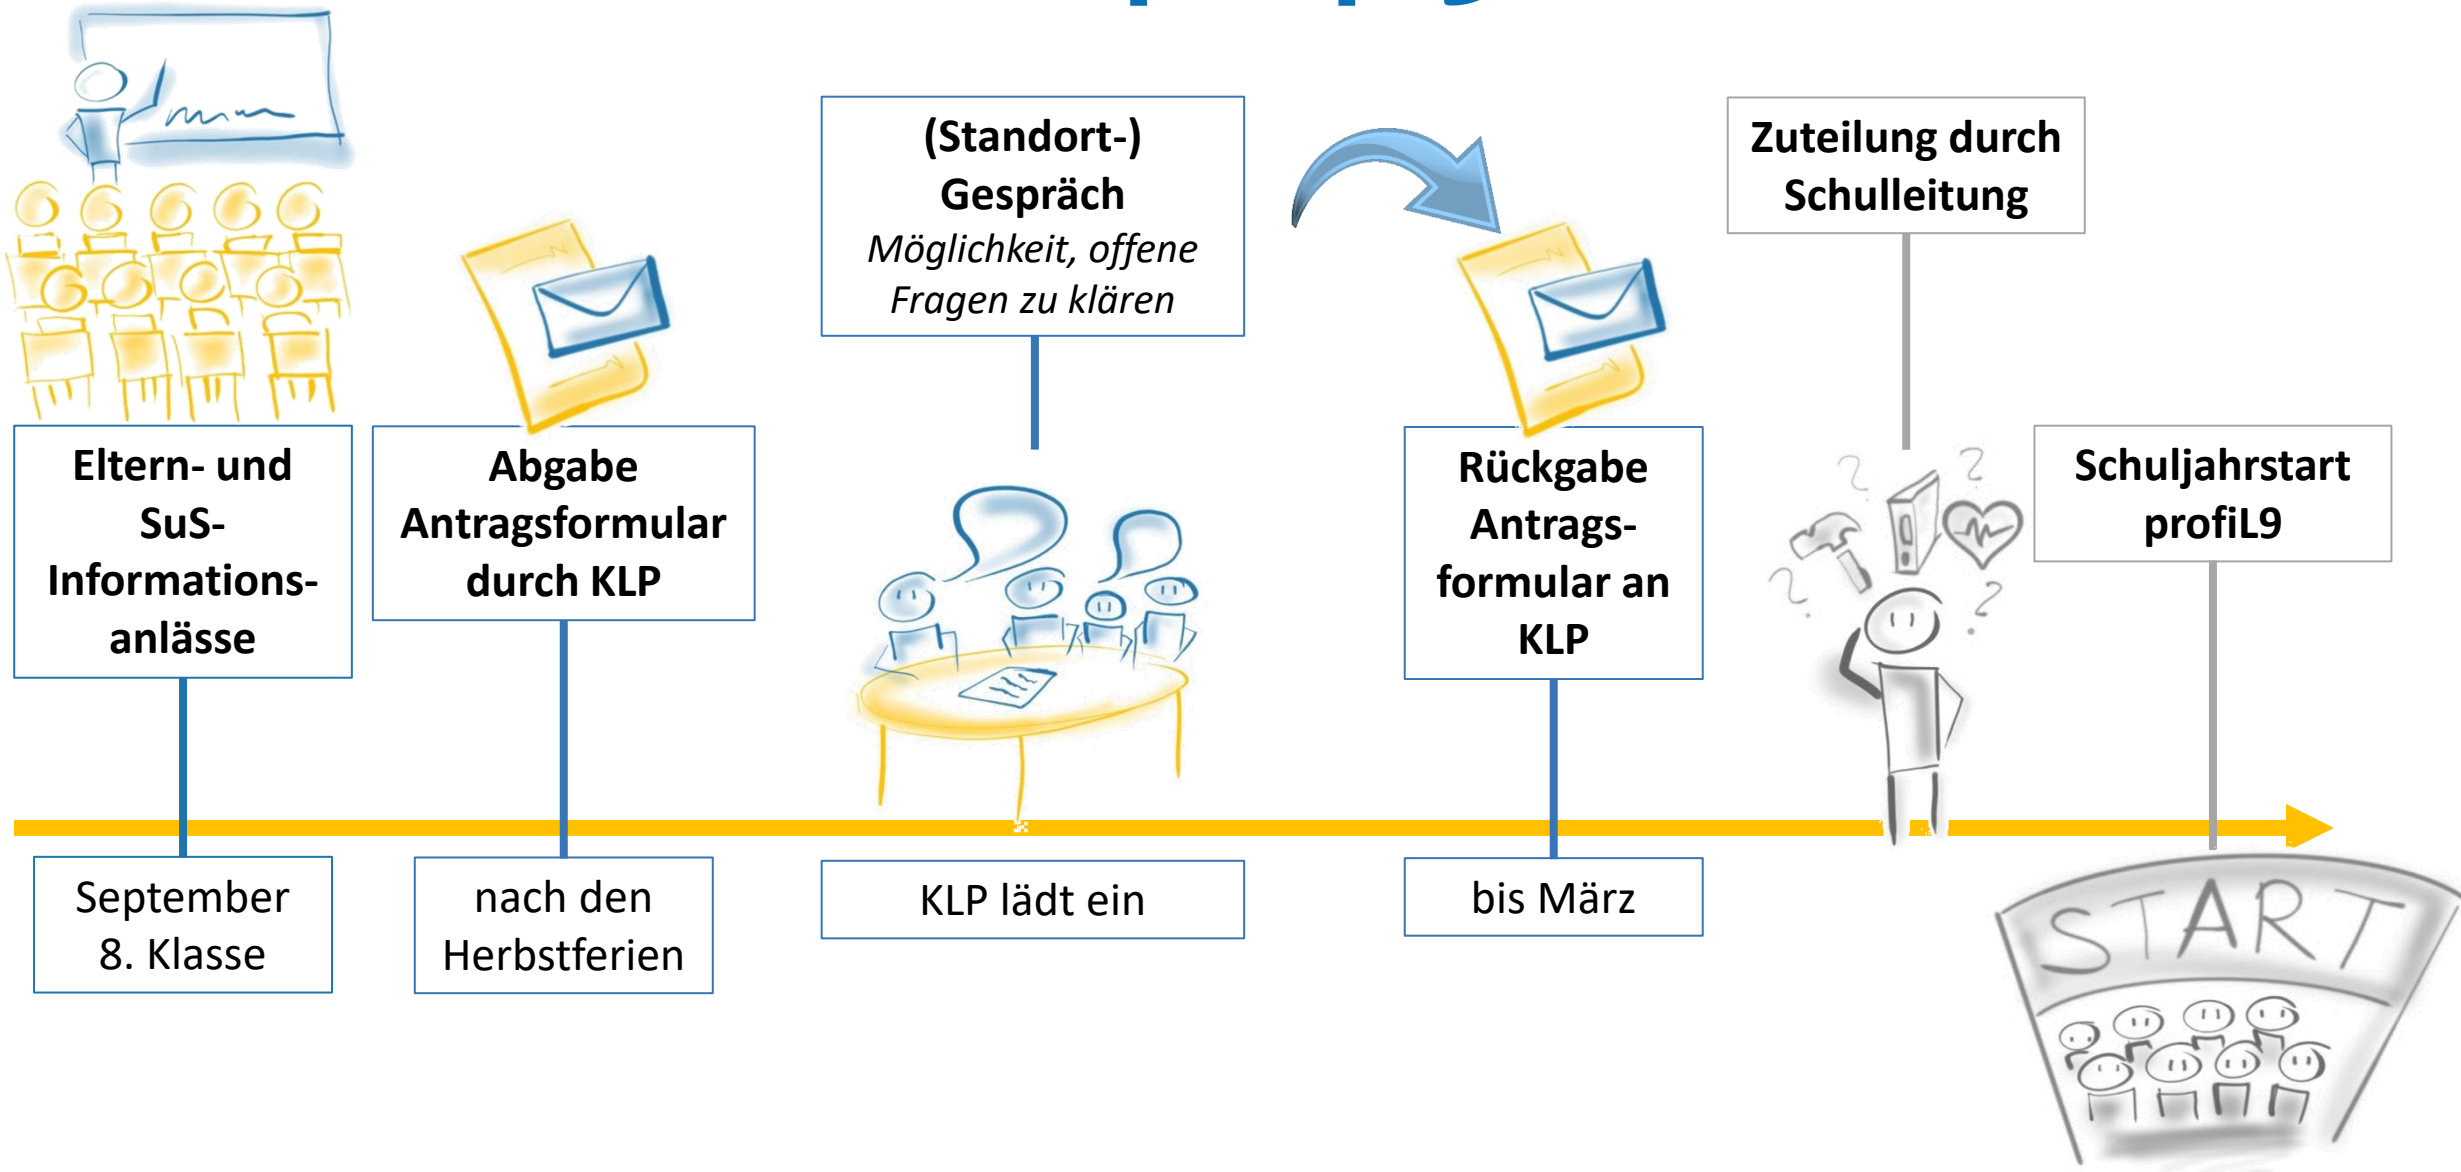 Eltern- und
SuS-
Informations-
anlässe
September
8. Klasse
Abgabe
Antragsformular
durch KLP
nach den
Herbstferien
(Standort-)
Gespräch
Möglichkeit, offene
Fragen zu klären
KLP lädt ein
Rückgabe
Antrags-
formular an
KLP
bis März
Zuteilung durch
Schulleitung
? ? ? ?
Schuljahrstart
profiL9
START